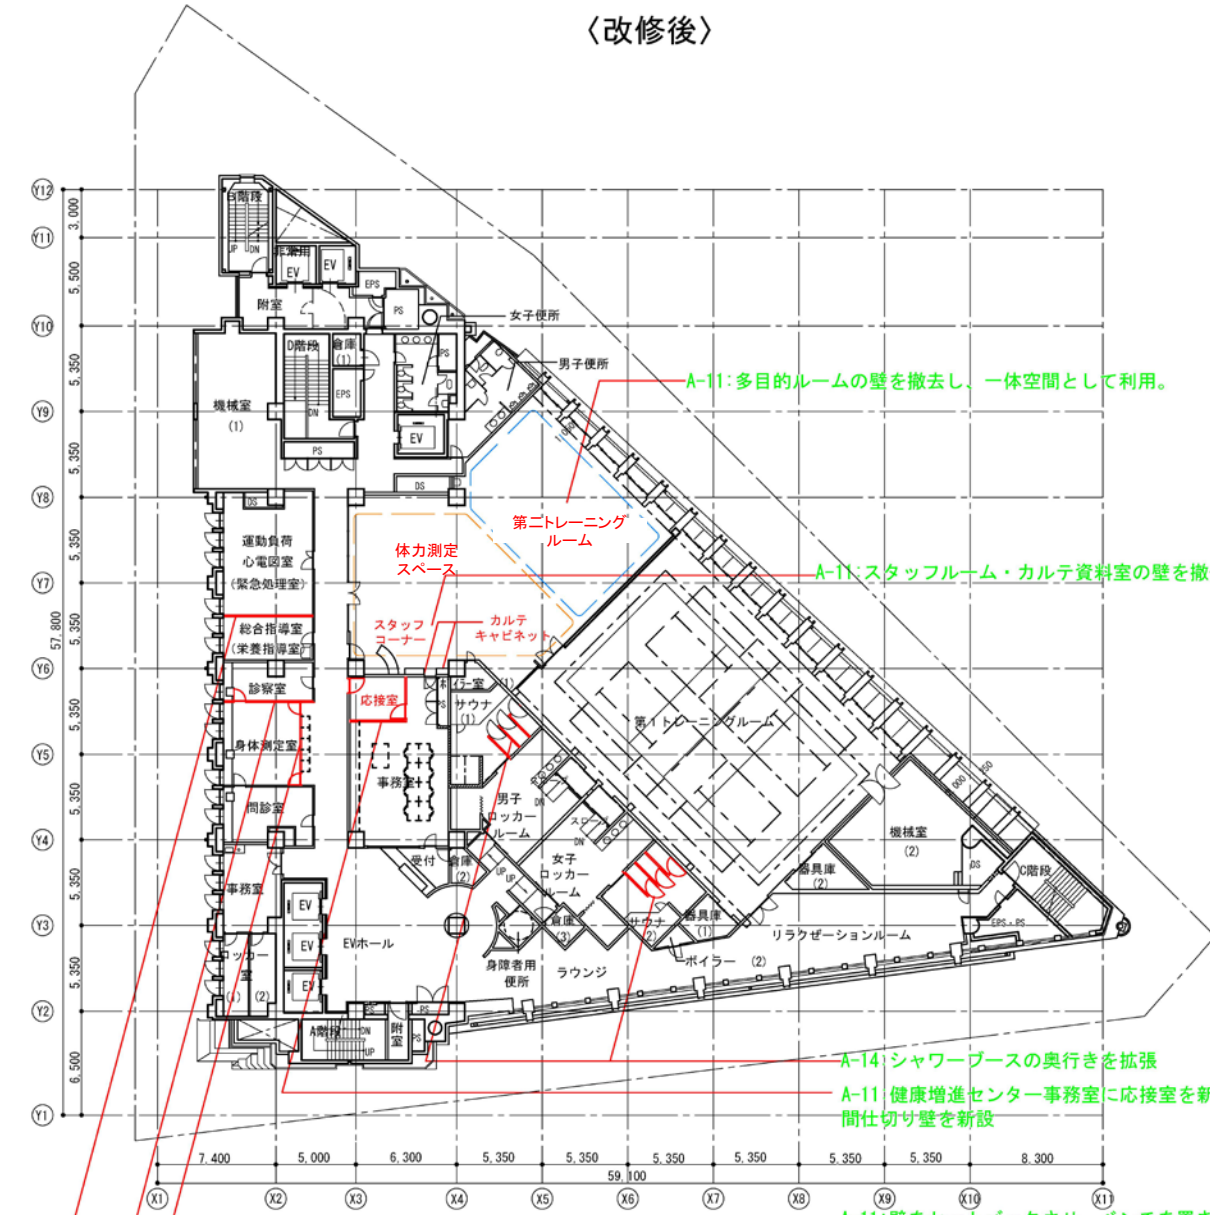 〈改修後〉
Y12
3,000
Y11
5,500
Y10
5,350
Y9
5,350
Y8
5,350
Y7
57,800
5,350
Y6
5,350
Y5
5,350
Y4
5,350
Y3
5,350
Y2
6,500
Y1
B階段
UP
DN
非常用
EV
EV
EPS
PS
附室
女子便所
男子便所
D階段
倉庫
(1)
EPS
DN
PS
PS
EV
DS
機械室
(1)
A-11:多目的ルームの壁を撤去し、一体空間として利用。
DS
運動負荷
心電図室
(緊急処理室)
第二トレーニング
ルーム
体力測定
スペース
A-11:スタッフルーム・カルテ資料室の壁を撤
総合指導室
(栄養指導室)
スタッフ
コーナー
カルテ
キャビネット
診察室
応接室
PS
サウナ
(1)
第1トレーニングルーム
身体測定室
事務室
問診室
男子
ロッカー
ルーム
DN
スロープ
DN
女子
ロッカー
ルーム
機械室
(2)
DS
受付
倉庫
(2)
UP
UP
器具庫
(2)
C階段
事務室
EV
EV
EV
EVホール
倉庫
(3)
サウナ
(2)
器具庫
(1)
EPS・PS
リラクゼーションルーム
ボイラー (2)
身障者用
便所
ラウンジ
(1)
(2)
A階段
DN
UP
PS
附室
PS
PS
A-14:シャワーブースの奥行きを拡張
A-11:健康増進センター事務室に応接室を新
間仕切り壁を新設
7,400
5,000
6,300
5,350
5,350
5,350
5,350
5,350
5,350
8,300
59,100
X1
X2
X3
X4
X5
X6
X7
X8
X9
X10
X11